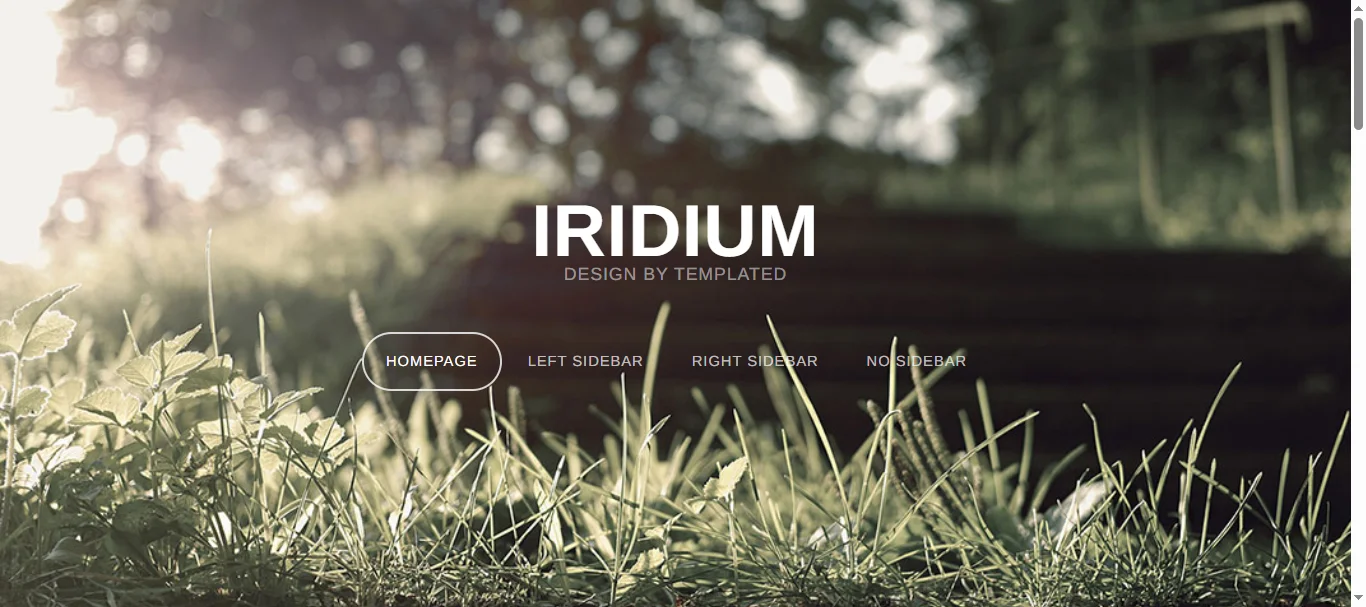 IRIDIUM
DESIGN BY TEMPLATED
HOMEPAGE LEFT SIDEBAR RIGHT SIDEBAR NO SIDEBAR